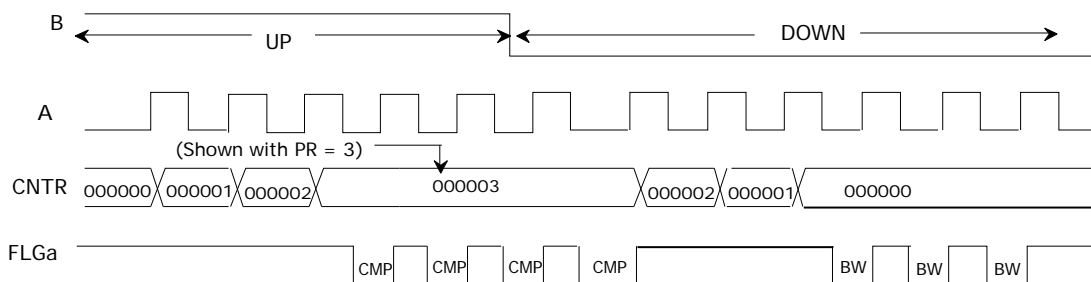 B
UP
DOWN
A
(Shown with PR = 3)
CNTR
000000 000001 000002 000003 000002 000001 000000
FLGa
CMP CMP CMP CMP BW BW BW